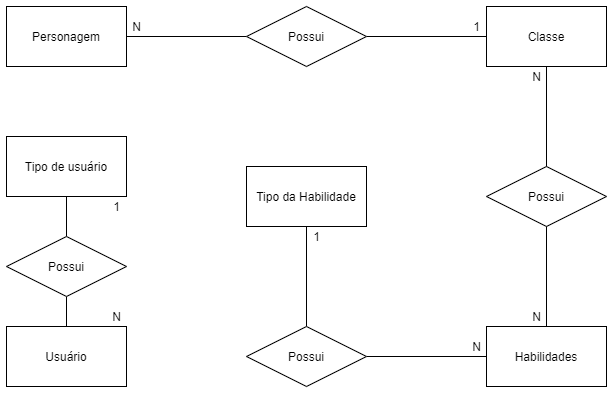 Personagem
N
Possui
1
Classe
N
Tipo de usuário
1
Tipo da Habilidade
1
Possui
Possui
N
Usuário
Possui
N
N
Habilidades